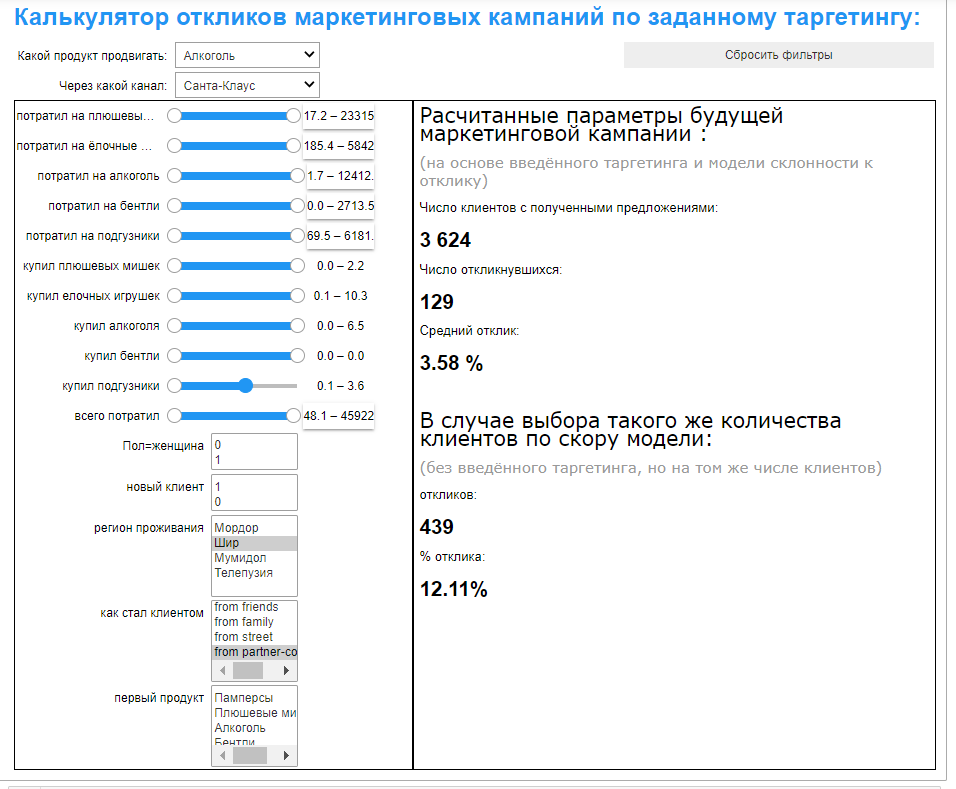 Калькулятор откликов маркетинговых кампаний по заданному таргетингу:
Какой продукт продвигать: Алкоголь
Сбросить фильтры
Через какой канал: Санта-Клаус
потратил на плюшевы... 17.2 – 23315
потратил на ёлочные ... 185.4 – 5842
потратил на алкоголь 1.7 – 12412.
потратил на бентли 0.0 – 2713.5
потратил на подгузники 69.5 – 6181.
купил плюшевых мишек 0.0 – 2.2
купил елочных игрушек 0.1 – 10.3
купил алкоголя 0.0 – 6.5
купил бентли 0.0 – 0.0
купил подгузники 0.1 – 3.6
всего потратил 48.1 – 45922
Пол=женщина 0
1
новый клиент 1
0
регион проживания Мордор
Шир
Мумидол
Телепузия
как стал клиентом from friends
from family
from street
from partner-co
первый продукт Памперсы
Плюшевые ми
Алкоголь
Бентли
Расчитанные параметры будущей
маркетинговой кампании :
(на основе введённого таргетинга и модели склонности к
отклику)
Число клиентов с полученными предложениями:
3 624
Число откликнувшихся:
129
Средний отклик:
3.58 %
В случае выбора такого же количества
клиентов по скору модели:
(без введённого таргетинга, но на том же числе клиентов)
откликов:
439
% отклика:
12.11%